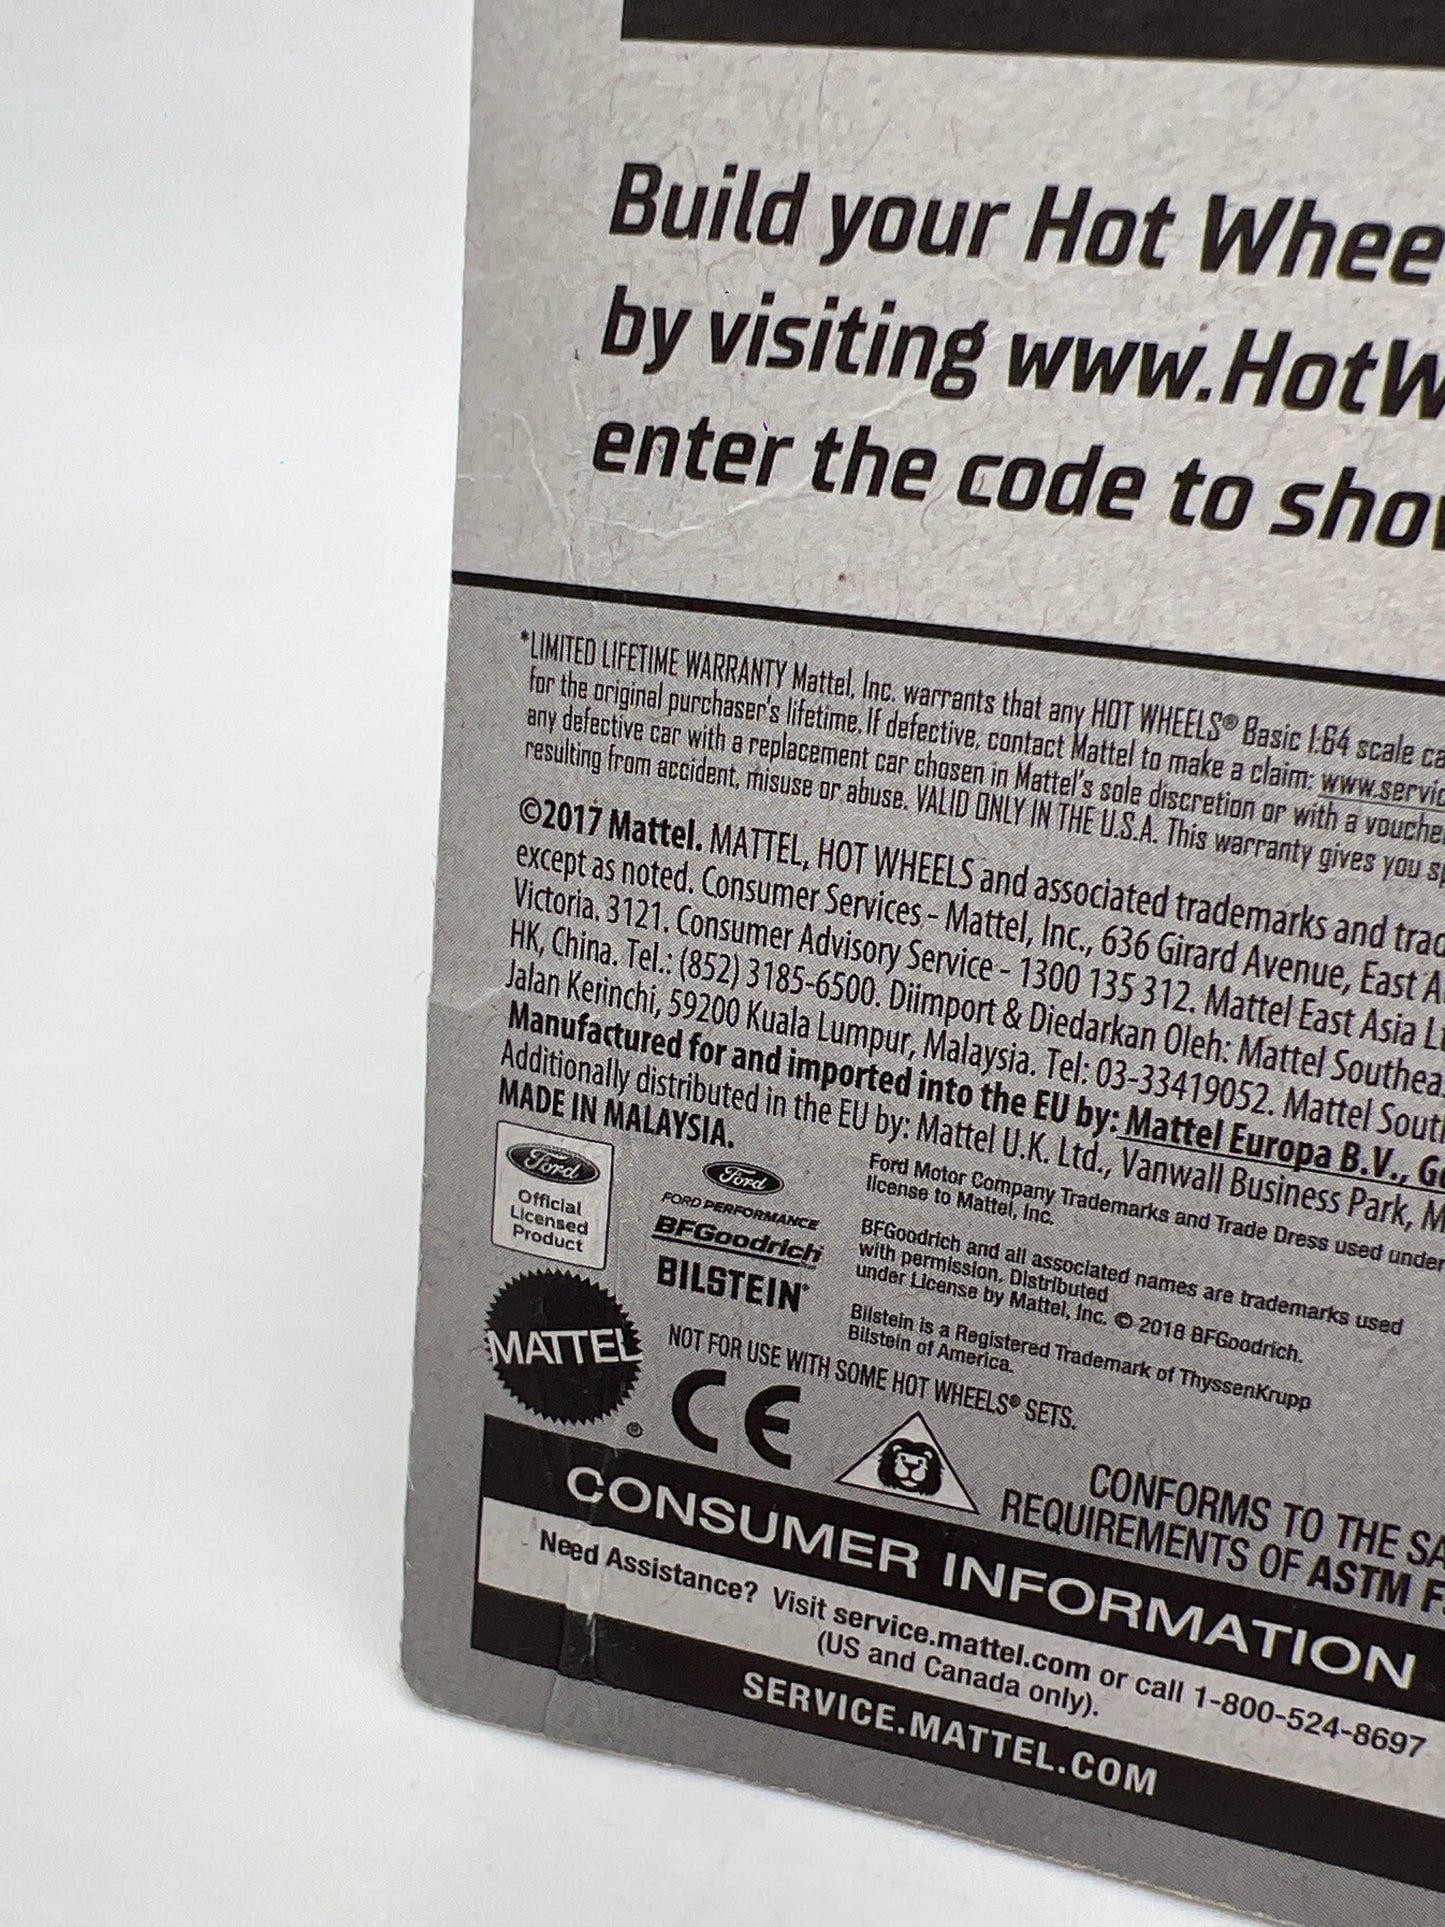 Build your Hot Whee
by visiting www.HotW
enter the code to show
*LIMITED LIFETIME WARRANTY Mattel, Inc. warrants that any HOT WHEELS® Basic 1:64 scale ca
for the original purchaser's lifetime. If defective, contact Mattel to make a claim: www.servic
any defective car with a replacement car chosen in Mattel's sole discretion or with a vouche
resulting from accident, misuse or abuse. VALID ONLY IN THE U.S.A. This warranty gives you sp
©2017 Mattel. MATTEL, HOT WHEELS and associated trademarks and trad
except as noted. Consumer Services - Mattel, Inc., 636 Girard Avenue, East A
Victoria. 3121. Consumer Advisory Service - 1300 135 312. Mattel East Asia Lt
HK, China. Tel.: (852) 3185-6500. Diimport & Diedarkan Oleh: Mattel Southea
Jalan Kerinchi, 59200 Kuala Lumpur, Malaysia. Tel: 03-33419052. Mattel South
Manufactured for and imported into the EU by: Mattel Europa B.V., Go
Additionally distributed in the EU by: Mattel U.K. Ltd., Vanwall Business Park, M
MADE IN MALAYSIA.
Ford
Official
Licensed
Product
Ford
FORD PERFORMANCE
BFGoodrich
BILSTEIN®
Ford Motor Company Trademarks and Trade Dress used under
license to Mattel, Inc.
BFGoodrich and all associated names are trademarks used
with permission. Distributed
under License by Mattel, Inc. © 2018 BFGoodrich.
Bilstein is a Registered Trademark of ThyssenKrupp
Bilstein of America.
MATTEL®
NOT FOR USE WITH SOME HOT WHEELS® SETS.
CE
CONFORMS TO THE SA
REQUIREMENTS OF ASTM F
CONSUMER INFORMATION
Need Assistance? Visit service.mattel.com or call 1-800-524-8697
(US and Canada only).
SERVICE.MATTEL.COM